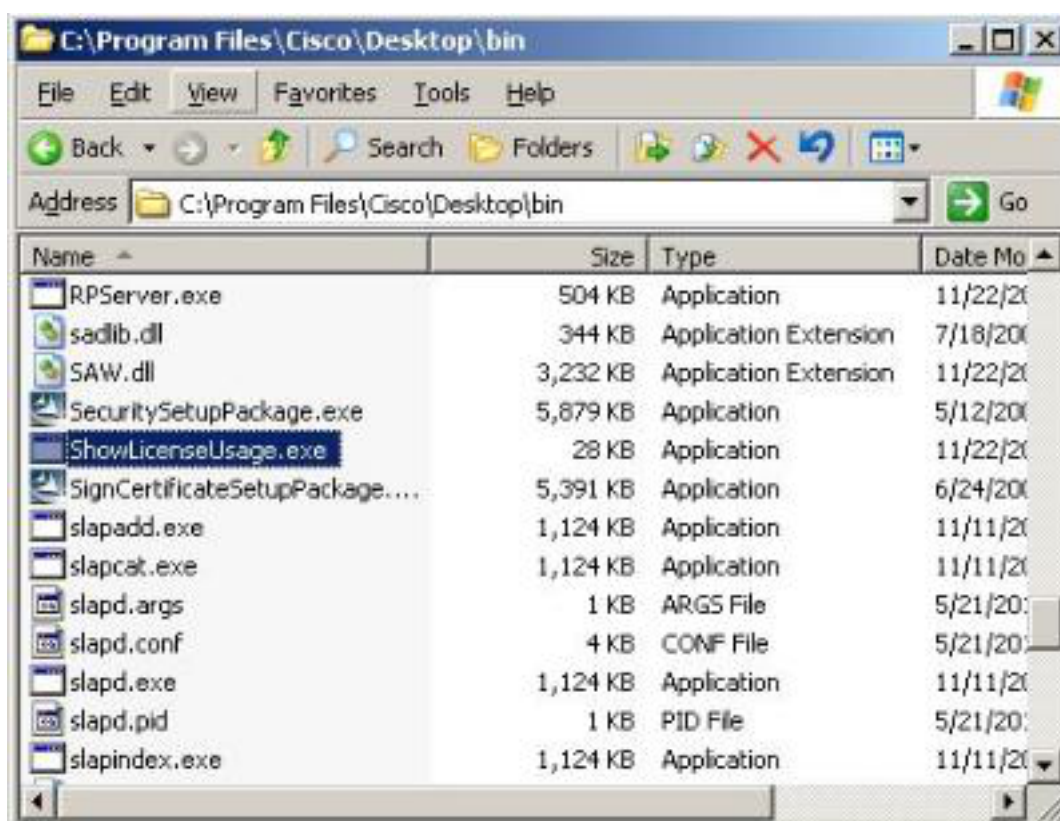 C:\Program Files\Cisco\Desktop\bin
File Edit View Favorites Tools Help
Back Search Folders
Address C:\Program Files\Cisco\Desktop\bin Go
Name Size Type Date Mo
RPServer.exe 504 KB Application 11/22/20
sadlib.dll 344 KB Application Extension 7/18/200
SAW.dll 3,232 KB Application Extension 11/22/20
SecuritySetupPackage.exe 5,879 KB Application 5/12/200
ShowLicenseUsage.exe 28 KB Application 11/22/20
SignCertificateSetupPackage.... 5,391 KB Application 6/24/200
slapadd.exe 1,124 KB Application 11/11/20
slapcat.exe 1,124 KB Application 11/11/20
slapd.args 1 KB ARGS File 5/21/20
slapd.conf 4 KB CONF File 5/21/20
slapd.exe 1,124 KB Application 11/11/20
slapd.pid 1 KB PID File 5/21/20
slapindex.exe 1,124 KB Application 11/11/20